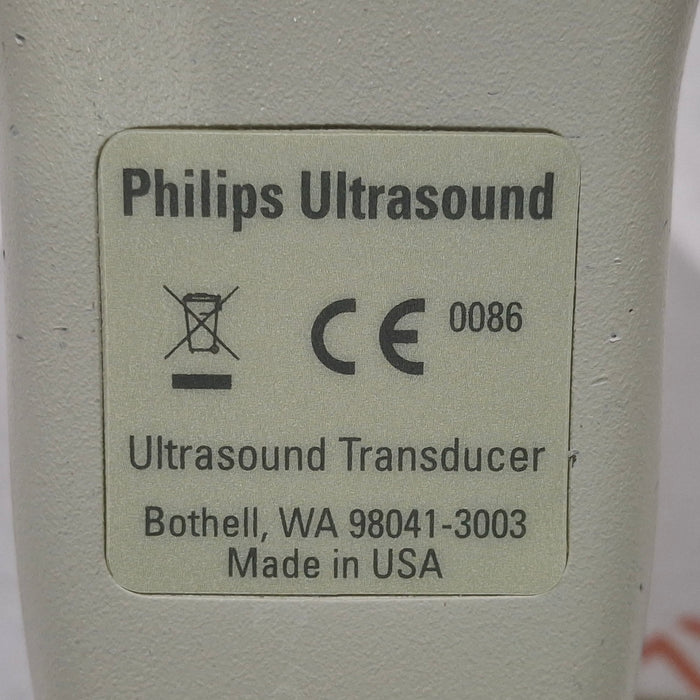 Philips Ultrasound
CE 0086
Ultrasound Transducer
Bothell, WA 98041-3003
Made in USA